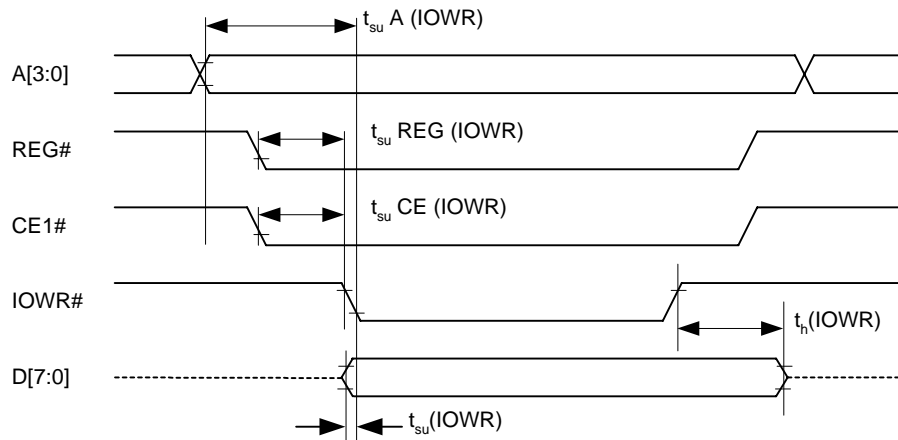 t_su A (IOWR)
A[3:0]
REG#
t_su REG (IOWR)
CE1#
t_su CE (IOWR)
IOWR#
t_h(IOWR)
D[7:0]
t_su(IOWR)